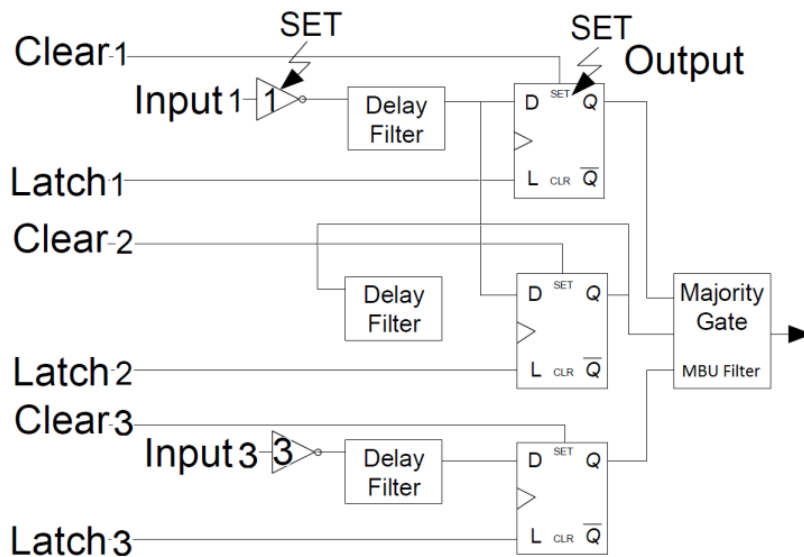 SET
SET
Clear 1
Output
Input 1
1
Delay
Filter
D
SET
Q
Latch 1
L
CLR
Q
Clear 2
Delay
Filter
D
SET
Q
Majority
Gate
MBU Filter
Latch 2
L
CLR
Q
Clear 3
Input 3
3
Delay
Filter
D
SET
Q
Latch 3
L
CLR
Q